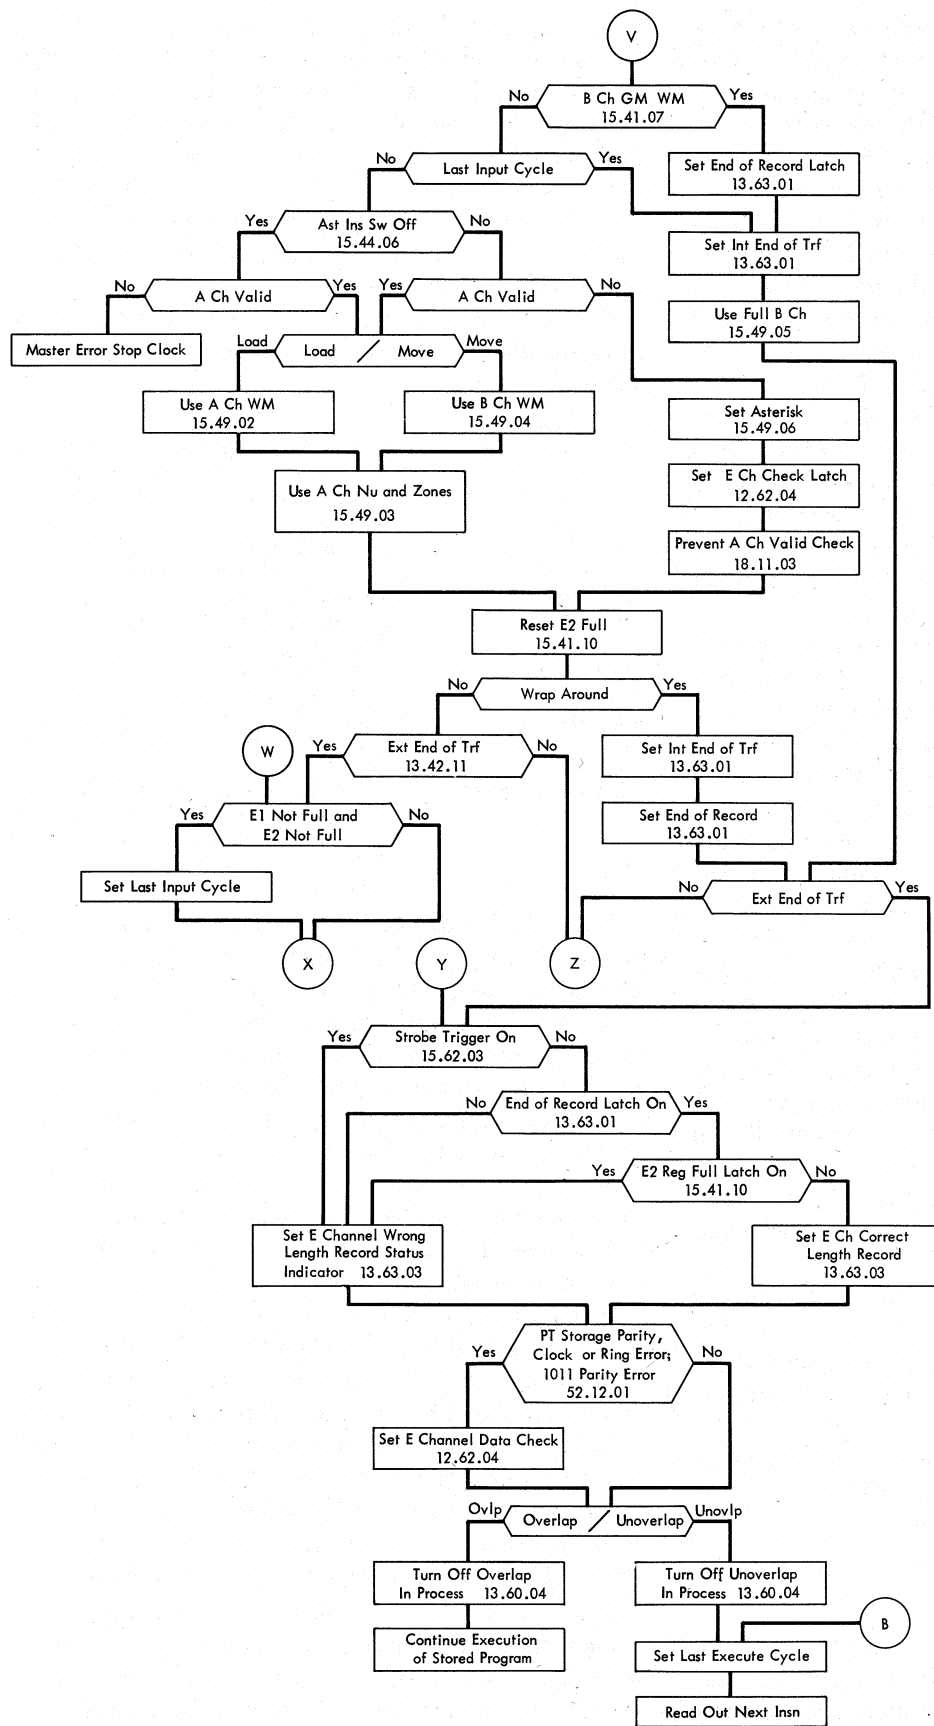 V
B Ch GM WM
15.41.07
No
Yes
Last Input Cycle
No
Yes
Set End of Record Latch
13.63.01
Ast Ins Sw Off
15.44.06
Yes
No
Set Int End of Trf
13.63.01
A Ch Valid
No
Yes
A Ch Valid
Yes
No
Use Full B Ch
15.49.05
Master Error Stop Clock
Load
Load / Move
Move
Use A Ch WM
15.49.02
Use B Ch WM
15.49.04
Set Asterisk
15.49.06
Use A Ch Nu and Zones
15.49.03
Set E Ch Check Latch
12.62.04
Prevent A Ch Valid Check
18.11.03
Reset E2 Full
15.41.10
No
Wrap Around
Yes
W
Yes
Ext End of Trf
13.42.11
No
Set Int End of Trf
13.63.01
Yes
E1 Not Full and
E2 Not Full
No
Set End of Record
13.63.01
Set Last Input Cycle
No
Ext End of Trf
Yes
X
Y
Z
Yes
Strobe Trigger On
15.62.03
No
No
End of Record Latch On
13.63.01
Yes
Yes
E2 Reg Full Latch On
15.41.10
No
Set E Channel Wrong
Length Record Status
Indicator 13.63.03
Set E Ch Correct
Length Record
13.63.03
Yes
PT Storage Parity,
Clock or Ring Error;
1011 Parity Error
52.12.01
No
Set E Channel Data Check
12.62.04
Ovlp
Overlap / Unoverlap
Unovlp
Turn Off Overlap
In Process 13.60.04
Turn Off Unoverlap
In Process 13.60.04
B
Continue Execution
of Stored Program
Set Last Execute Cycle
Read Out Next Insn